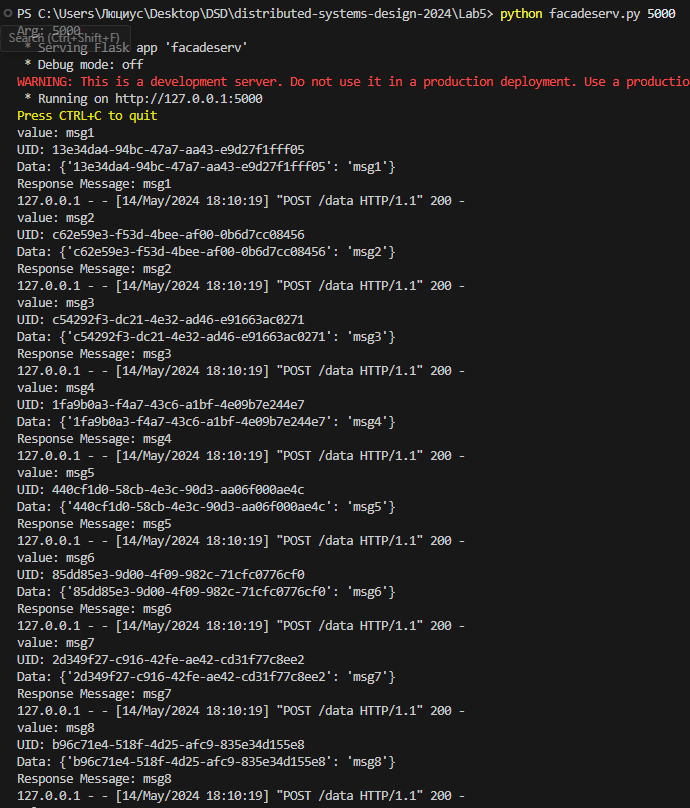 PS C:\Users\Люциус\Desktop\DSD\distributed-systems-design-2024\Lab5> python facadeserv.py 5000
Arg: 5000
Search (Ctrl+Shift+F)
* Serving Flask app 'facadeserv'
* Debug mode: off
WARNING: This is a development server. Do not use it in a production deployment. Use a productio
* Running on http://127.0.0.1:5000
Press CTRL+C to quit
value: msg1
UID: 13e34da4-94bc-47a7-aa43-e9d27f1fff05
Data: {'13e34da4-94bc-47a7-aa43-e9d27f1fff05': 'msg1'}
Response Message: msg1
127.0.0.1 - - [14/May/2024 18:10:19] "POST /data HTTP/1.1" 200 -
value: msg2
UID: c62e59e3-f53d-4bee-af00-0b6d7cc08456
Data: {'c62e59e3-f53d-4bee-af00-0b6d7cc08456': 'msg2'}
Response Message: msg2
127.0.0.1 - - [14/May/2024 18:10:19] "POST /data HTTP/1.1" 200 -
value: msg3
UID: c54292f3-dc21-4e32-ad46-e91663ac0271
Data: {'c54292f3-dc21-4e32-ad46-e91663ac0271': 'msg3'}
Response Message: msg3
127.0.0.1 - - [14/May/2024 18:10:19] "POST /data HTTP/1.1" 200 -
value: msg4
UID: 1fa9b0a3-f4a7-43c6-a1bf-4e09b7e244e7
Data: {'1fa9b0a3-f4a7-43c6-a1bf-4e09b7e244e7': 'msg4'}
Response Message: msg4
127.0.0.1 - - [14/May/2024 18:10:19] "POST /data HTTP/1.1" 200 -
value: msg5
UID: 440cf1d0-58cb-4e3c-90d3-aa06f000ae4c
Data: {'440cf1d0-58cb-4e3c-90d3-aa06f000ae4c': 'msg5'}
Response Message: msg5
127.0.0.1 - - [14/May/2024 18:10:19] "POST /data HTTP/1.1" 200 -
value: msg6
UID: 85dd85e3-9d00-4f09-982c-71cfc0776cf0
Data: {'85dd85e3-9d00-4f09-982c-71cfc0776cf0': 'msg6'}
Response Message: msg6
127.0.0.1 - - [14/May/2024 18:10:19] "POST /data HTTP/1.1" 200 -
value: msg7
UID: 2d349f27-c916-42fe-ae42-cd31f77c8ee2
Data: {'2d349f27-c916-42fe-ae42-cd31f77c8ee2': 'msg7'}
Response Message: msg7
127.0.0.1 - - [14/May/2024 18:10:19] "POST /data HTTP/1.1" 200 -
value: msg8
UID: b96c71e4-518f-4d25-afc9-835e34d155e8
Data: {'b96c71e4-518f-4d25-afc9-835e34d155e8': 'msg8'}
Response Message: msg8
127.0.0.1 - - [14/May/2024 18:10:19] "POST /data HTTP/1.1" 200 -